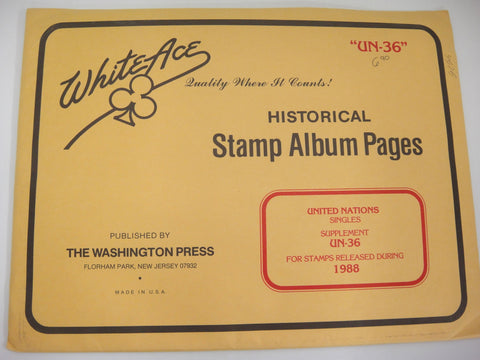 "UN-36"
6.00
White Ace
Quality Where It Counts!
HISTORICAL
Stamp Album Pages
UNITED NATIONS
SINGLES
SUPPLEMENT
UN-36
FOR STAMPS RELEASED DURING
1988
PUBLISHED BY
THE WASHINGTON PRESS
FLORHAM PARK, NEW JERSEY 07932
MADE IN U.S.A.